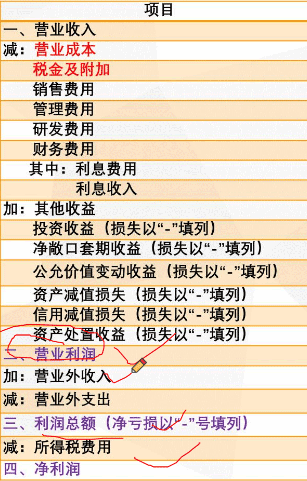 项目
一、营业收入
减：营业成本
税金及附加
销售费用
管理费用
研发费用
财务费用
其中：利息费用
利息收入
加：其他收益
投资收益（损失以“-”填列）
净敞口套期收益（损失以“-”填列）
公允价值变动收益（损失以“-”填列）
资产减值损失（损失以“-”填列）
信用减值损失（损失以“-”填列）
资产处置收益（损失以“-”填列）
二、营业利润
加：营业外收入
减：营业外支出
三、利润总额（净亏损以“-”号填列）
减：所得税费用
四、净利润